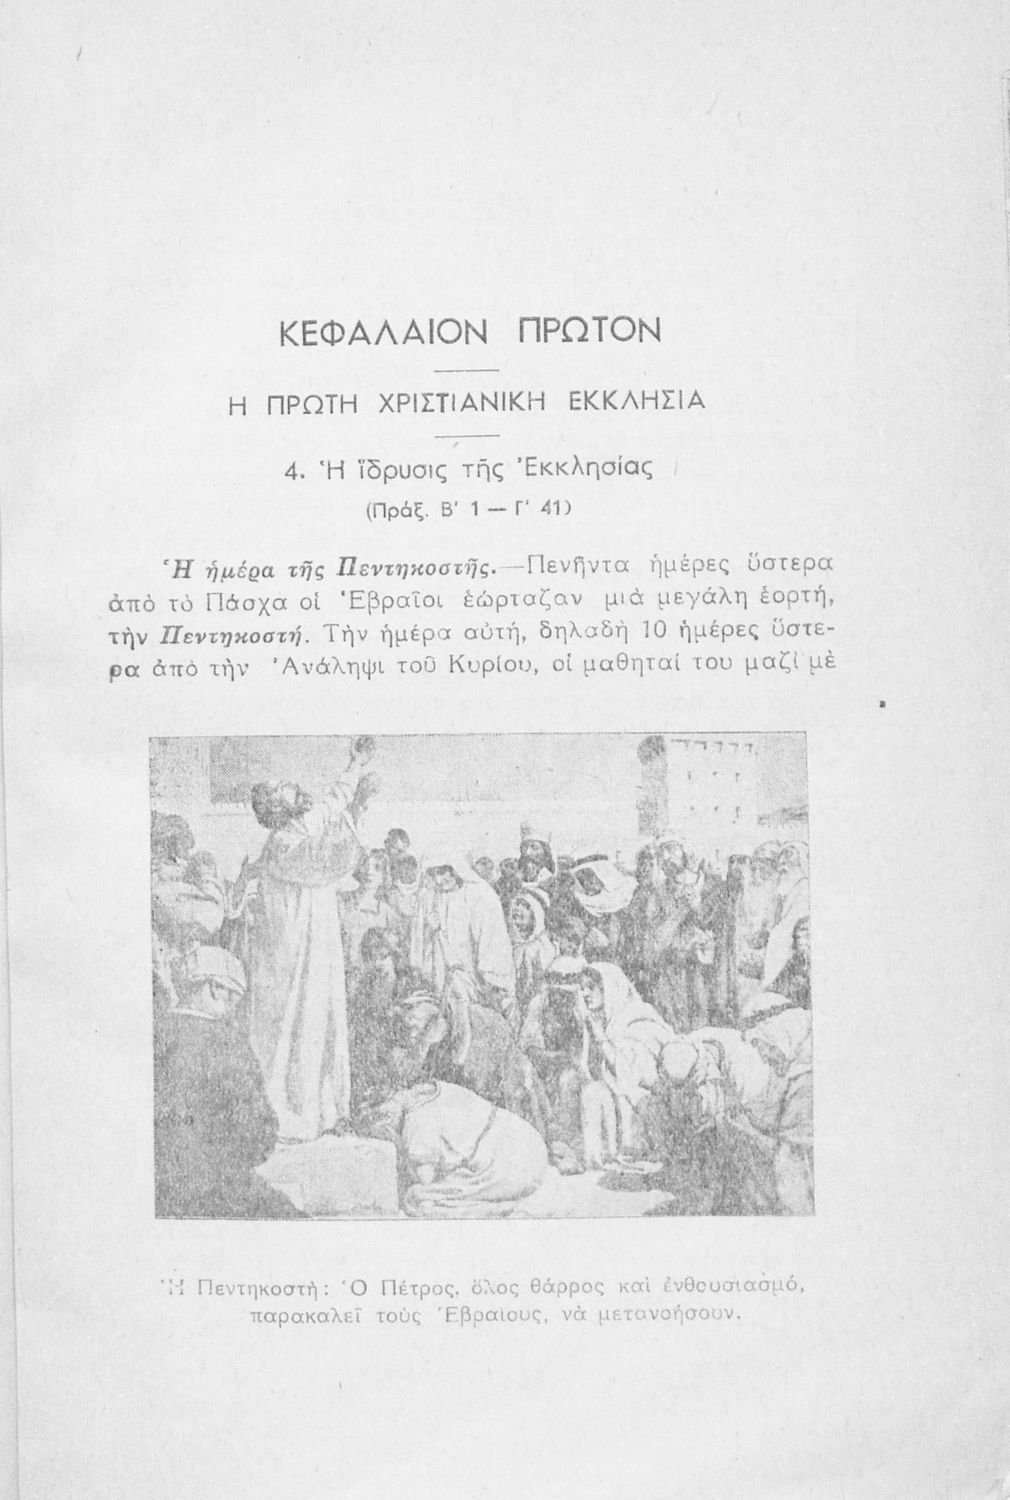 ΚΕΦΑΛΑΙΟΝ ΠΡΩΤΟΝ
Η ΠΡΩΤΗ ΧΡΙΣΤΙΑΝΙΚΗ ΕΚΚΛΗΣΙΑ
4. Ἡ ἵδρυσις τῆς Ἐκκλησίας
(Πράξ. Β' 1 — Γ' 41)
Ἡ ἡμέρα τῆς Πεντηκοστῆς.—Πενῆντα ἡμέρες ὕστερα
ἀπὸ τὸ Πάσχα οἱ Ἑβραῖοι ἑώρταζαν μιὰ μεγάλη ἑορτή,
τὴν Πεντηκοστή. Τὴν ἡμέρα αὐτή, δηλαδὴ 10 ἡμέρες ὕστε-
ρα ἀπὸ τὴν Ἀνάληψι τοῦ Κυρίου, οἱ μαθηταί του μαζὶ μὲ
Ἡ Πεντηκοστὴ: Ὁ Πέτρος, ὅλος θάρρος καὶ ἐνθουσιασμό,
παρακαλεῖ τοὺς Ἑβραίους, νὰ μετανοήσουν.